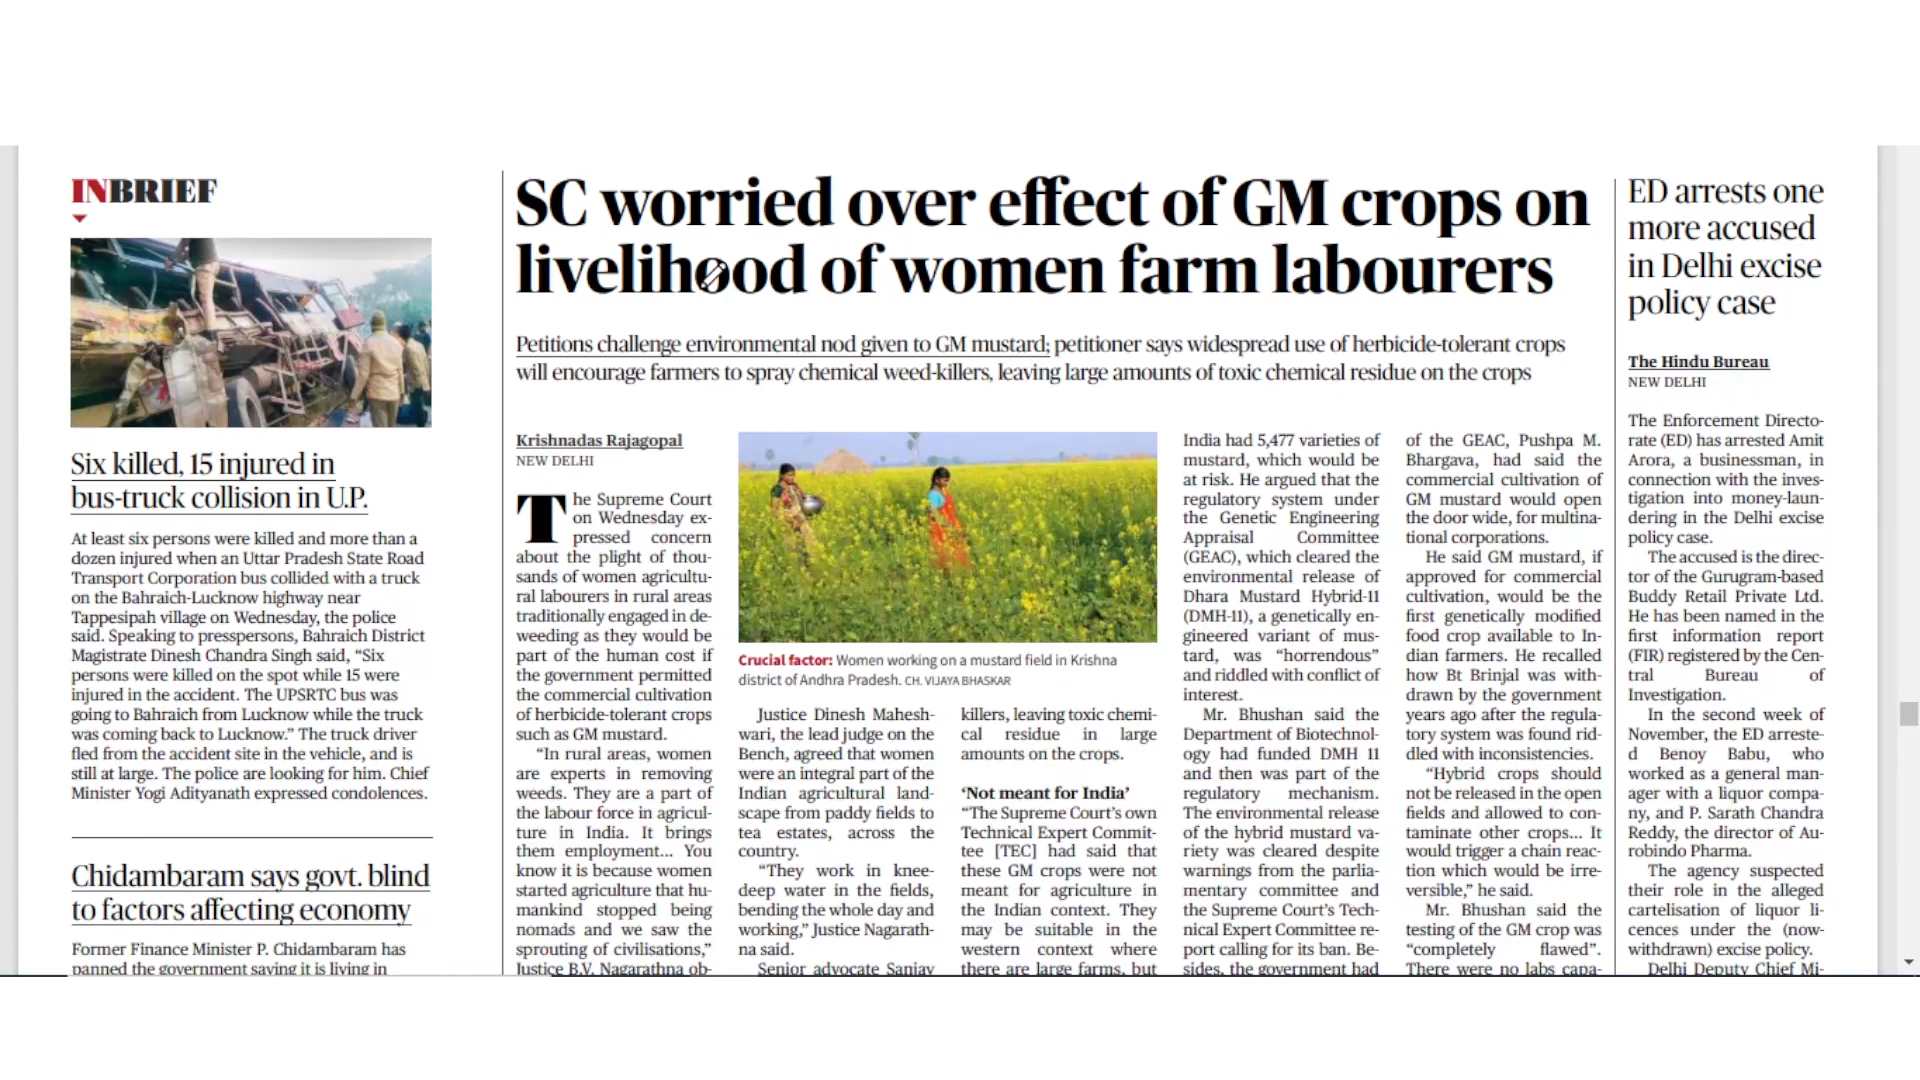 INBRIEF
Six killed, 15 injured in
bus-truck collision in U.P.
At least six persons were killed and more than a
dozen injured when an Uttar Pradesh State Road
Transport Corporation bus collided with a truck
on the Bahraich-Lucknow highway near
Tappesipah village on Wednesday, the police
said. Speaking to presspersons, Bahraich District
Magistrate Dinesh Chandra Singh said, “Six
persons were killed on the spot while 15 were
injured in the accident. The UPSRTC bus was
going to Bahraich from Lucknow while the truck
was coming back to Lucknow.” The truck driver
fled from the accident site in the vehicle, and is
still at large. The police are looking for him. Chief
Minister Yogi Adityanath expressed condolences.
Chidambaram says govt. blind
to factors affecting economy
Former Finance Minister P. Chidambaram has
panned the government saying it is living in
SC worried over effect of GM crops on
livelihood of women farm labourers
Petitions challenge environmental nod given to GM mustard; petitioner says widespread use of herbicide-tolerant crops
will encourage farmers to spray chemical weed-killers, leaving large amounts of toxic chemical residue on the crops
Krishnadas Rajagopal
NEW DELHI
The Supreme Court
on Wednesday ex-
pressed concern
about the plight of thou-
sands of women agricultu-
ral labourers in rural areas
traditionally engaged in de-
weeding as they would be
part of the human cost if
the government permitted
the commercial cultivation
of herbicide-tolerant crops
such as GM mustard.
“In rural areas, women
are experts in removing
weeds. They are a part of
the labour force in agricul-
ture in India. It brings
them employment... You
know it is because women
started agriculture that hu-
mankind stopped being
nomads and we saw the
sprouting of civilisations,”
Justice B.V. Nagarathna ob-
Crucial factor: Women working on a mustard field in Krishna
district of Andhra Pradesh. CH. VIJAYA BHASKAR
Justice Dinesh Mahesh-
wari, the lead judge on the
Bench, agreed that women
were an integral part of the
Indian agricultural land-
scape from paddy fields to
tea estates, across the
country.
“They work in knee-
deep water in the fields,
bending the whole day and
working,” Justice Nagarath-
na said.
Senior advocate Sanjay
killers, leaving toxic chemi-
cal residue in large
amounts on the crops.
‘Not meant for India’
“The Supreme Court’s own
Technical Expert Commit-
tee [TEC] had said that
these GM crops were not
meant for agriculture in
the Indian context. They
may be suitable in the
western context where
there are large farms, but
India had 5,477 varieties of
mustard, which would be
at risk. He argued that the
regulatory system under
the Genetic Engineering
Appraisal Committee
(GEAC), which cleared the
environmental release of
Dhara Mustard Hybrid-11
(DMH-11), a genetically en-
gineered variant of mus-
tard, was “horrendous”
and riddled with conflict of
interest.
Mr. Bhushan said the
Department of Biotechnol-
ogy had funded DMH 11
and then was part of the
regulatory mechanism.
The environmental release
of the hybrid mustard va-
riety was cleared despite
warnings from the parlia-
mentary committee and
the Supreme Court’s Tech-
nical Expert Committee re-
port calling for its ban. Be-
sides, the government had
of the GEAC, Pushpa M.
Bhargava, had said the
commercial cultivation of
GM mustard would open
the door wide, for multina-
tional corporations.
He said GM mustard, if
approved for commercial
cultivation, would be the
first genetically modified
food crop available to In-
dian farmers. He recalled
how Bt Brinjal was with-
drawn by the government
years ago after the regula-
tory system was found rid-
dled with inconsistencies.
“Hybrid crops should
not be released in the open
fields and allowed to con-
taminate other crops... It
would trigger a chain reac-
tion which would be irre-
versible,” he said.
Mr. Bhushan said the
testing of the GM crop was
“completely flawed”.
There were no labs capa-
ED arrests one
more accused
in Delhi excise
policy case
The Hindu Bureau
NEW DELHI
The Enforcement Directo-
rate (ED) has arrested Amit
Arora, a businessman, in
connection with the inves-
tigation into money-laun-
dering in the Delhi excise
policy case.
The accused is the direc-
tor of the Gurugram-based
Buddy Retail Private Ltd.
He has been named in the
first information report
(FIR) registered by the Cen-
tral Bureau of
Investigation.
In the second week of
November, the ED arreste-
d Benoy Babu, who
worked as a general man-
ager with a liquor compa-
ny, and P. Sarath Chandra
Reddy, the director of Au-
robindo Pharma.
The agency suspected
their role in the alleged
cartelisation of liquor li-
cences under the (now-
withdrawn) excise policy.
Delhi Deputy Chief Mi-